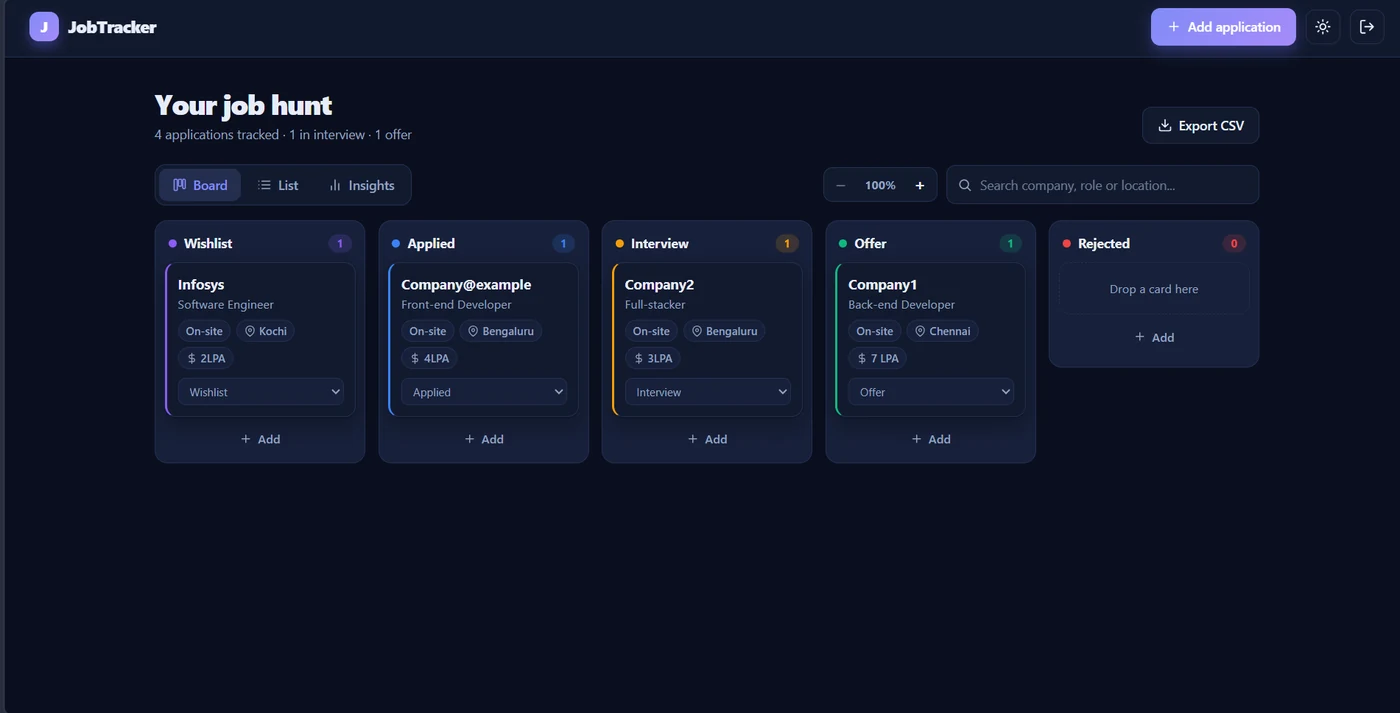 J JobTracker
+ Add application
Your job hunt
4 applications tracked · 1 in interview · 1 offer
Export CSV
Board List Insights
− 100% +
Search company, role or location...
Wishlist 1
Infosys
Software Engineer
On-site Kochi
$ 2LPA
Wishlist
+ Add
Applied 1
Company@example
Front-end Developer
On-site Bengaluru
$ 4LPA
Applied
+ Add
Interview 1
Company2
Full-stacker
On-site Bengaluru
$ 3LPA
Interview
+ Add
Offer 1
Company1
Back-end Developer
On-site Chennai
$ 7 LPA
Offer
+ Add
Rejected 0
Drop a card here
+ Add